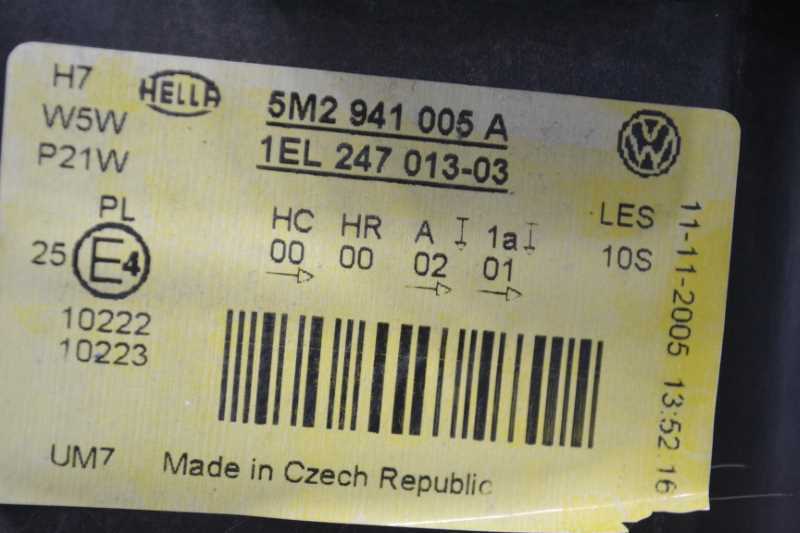 H7
W5W
P21W
HELLA
5M2 941 005 A
1EL 247 013-03
VW
PL
25 E4
10222
10223
HC HR A 1a
00 00 02 01
LES
10S
11-11-2005 13:52:16
UM7 Made in Czech Republic